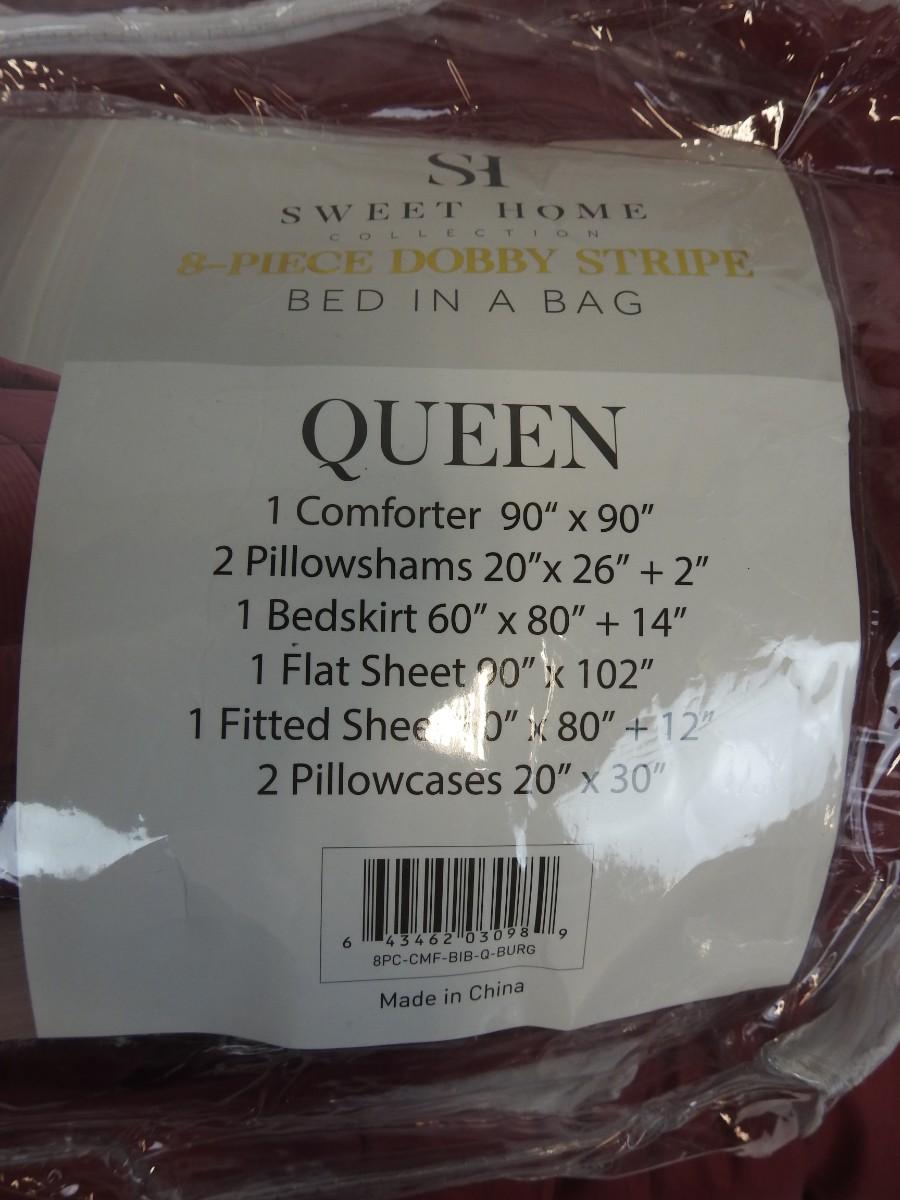 SH
SWEET HOME
COLLECTION
8-PIECE DOBBY STRIPE
BED IN A BAG
QUEEN
1 Comforter 90“ x 90”
2 Pillowshams 20”x 26” + 2”
1 Bedskirt 60” x 80” + 14”
1 Flat Sheet 90” x 102”
1 Fitted x 80” + 12”
2 Pillowcases 20” x 30”
6 43462 03098 9
8PC-CMF-BIB-Q-BURG
Made in China